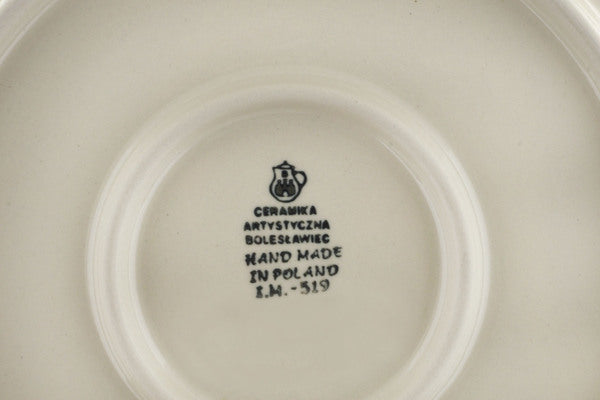 B
CERAMIKA
ARTYSTYCZNA
BOLESŁAWIEC
HAND MADE
IN POLAND
I.M.-519